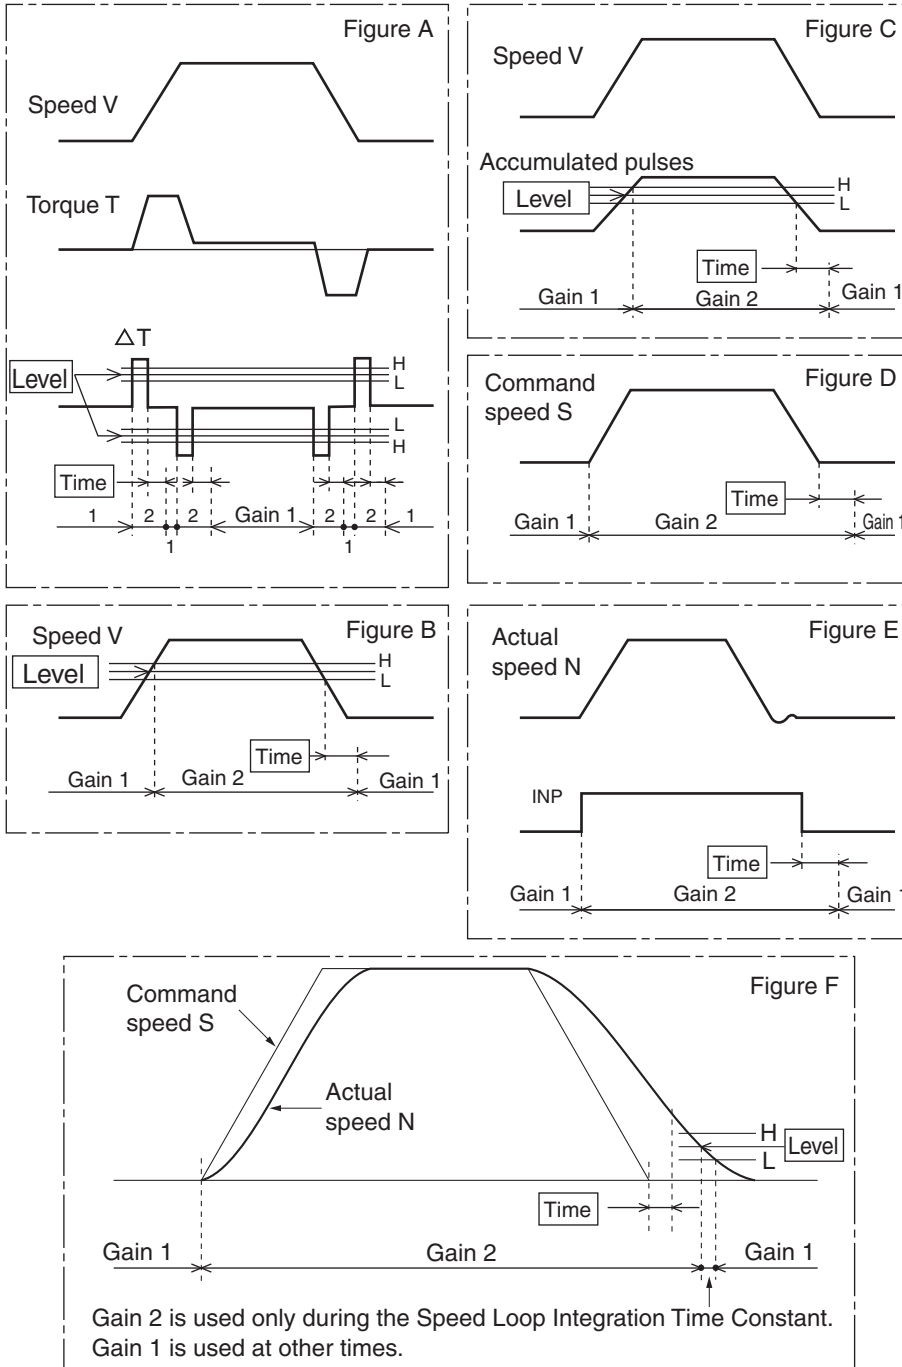 Figure A
Speed V
Torque T
△T
H
Level
L
L
H
Time
1
2
2
Gain 1
2
2
1
1
1
Figure B
Speed V
H
Level
L
Time
Gain 1
Gain 2
Gain 1
Figure C
Speed V
Accumulated pulses
H
Level
L
Time
Gain 1
Gain 2
Gain 1
Figure D
Command
speed S
Time
Gain 1
Gain 2
Gain 1
Figure E
Actual
speed N
INP
Time
Gain 1
Gain 2
Gain 1
Figure F
Command
speed S
Actual
speed N
H
Level
L
Time
Gain 1
Gain 2
Gain 1
Gain 2 is used only during the Speed Loop Integration Time Constant.
Gain 1 is used at other times.